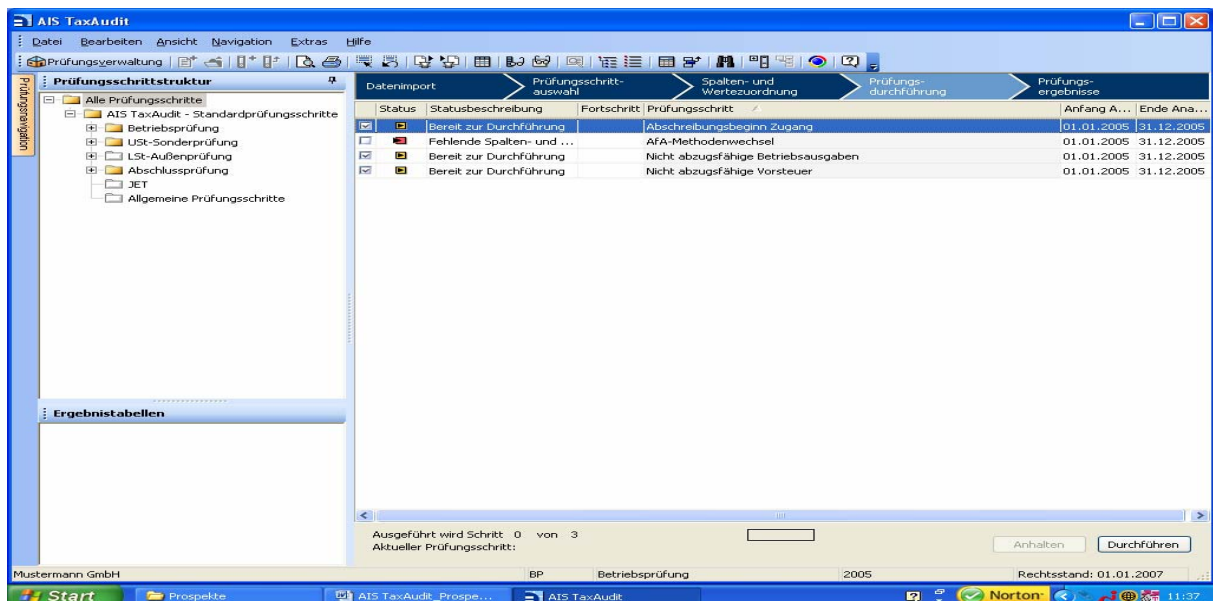 AIS TaxAudit
Datei Bearbeiten Ansicht Navigation Extras Hilfe
Prüfungsverwaltung
Prüfungsnavigation
Prüfungsschrittstruktur
Alle Prüfungsschritte
AIS TaxAudit - Standardprüfungsschritte
Betriebsprüfung
USt-Sonderprüfung
LSt-Außenprüfung
Abschlussprüfung
JET
Allgemeine Prüfungsschritte
Ergebnistabellen
Datenimport
Prüfungsschritt-
auswahl
Spalten- und
Wertezuordnung
Prüfungs-
durchführung
Prüfungs-
ergebnisse
Status Statusbeschreibung Fortschritt Prüfungsschritt Anfang A... Ende Ana...
Bereit zur Durchführung Abschreibungsbeginn Zugang 01.01.2005 31.12.2005
Fehlende Spalten- und ... AfA-Methodenwechsel 01.01.2005 31.12.2005
Bereit zur Durchführung Nicht abzugsfähige Betriebsausgaben 01.01.2005 31.12.2005
Bereit zur Durchführung Nicht abzugsfähige Vorsteuer 01.01.2005 31.12.2005
Ausgeführt wird Schritt 0 von 3
Aktueller Prüfungsschritt:
Anhalten Durchführen
Mustermann GmbH BP Betriebsprüfung 2005 Rechtsstand: 01.01.2007
Start Prospekte AIS TaxAudit_Prospe... AIS TaxAudit Norton 11:37